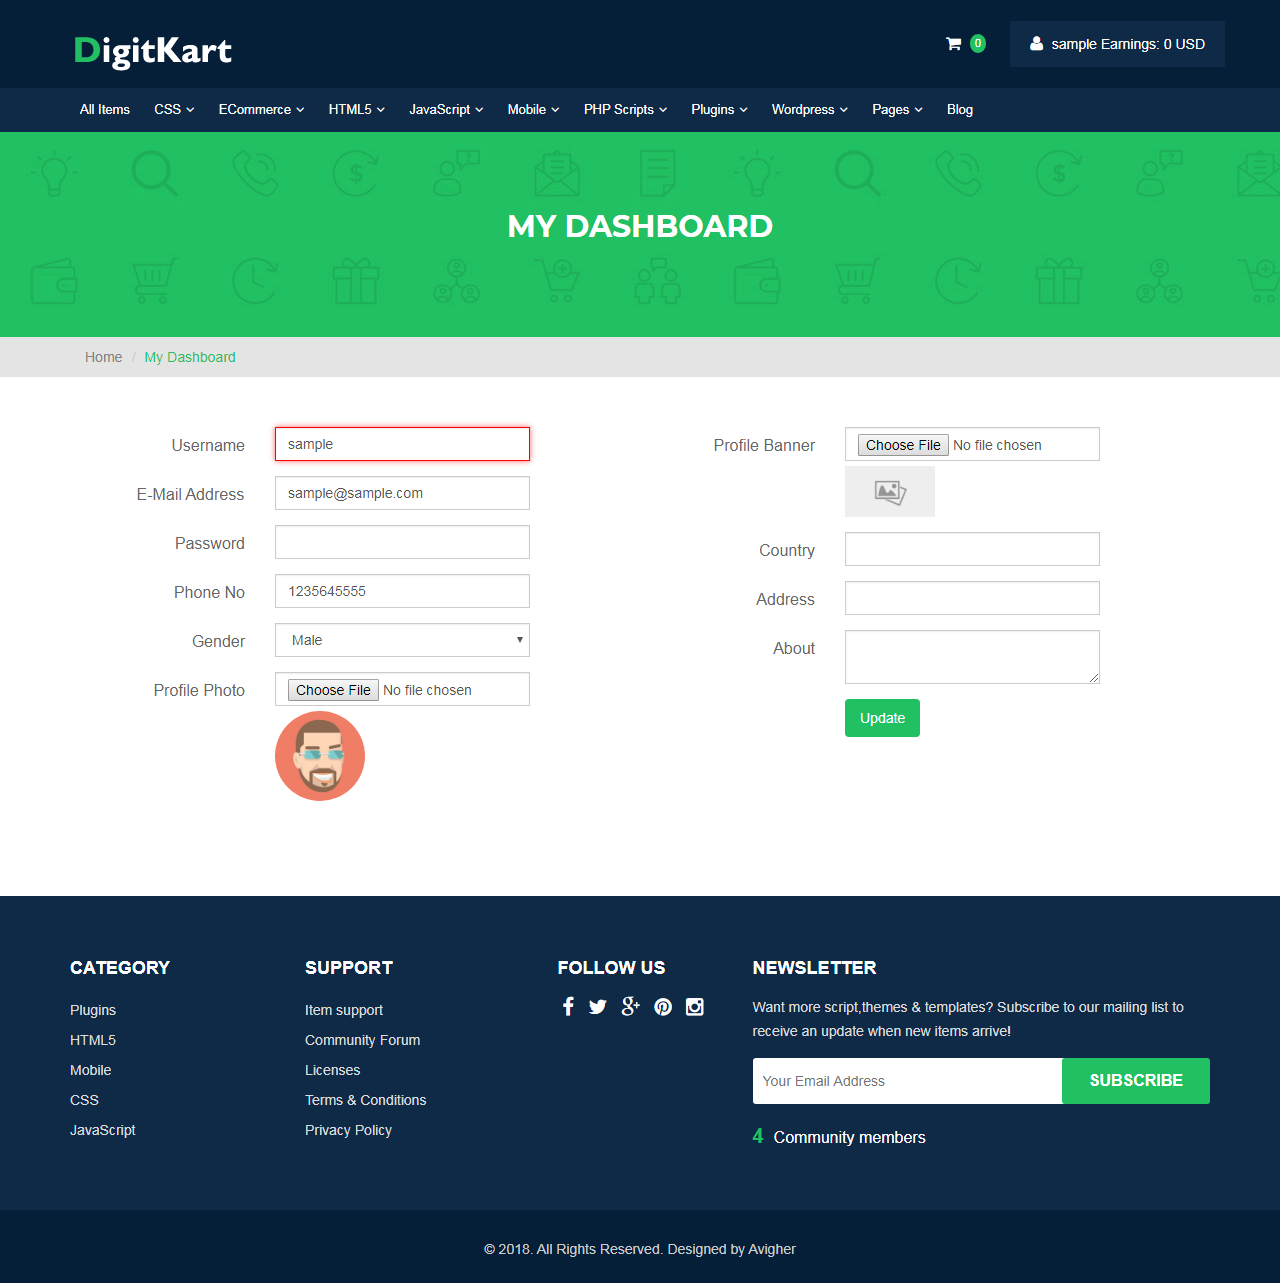 DigitKart
0
sample Earnings: 0 USD
All Items CSS ECommerce HTML5 JavaScript Mobile PHP Scripts Plugins Wordpress Pages Blog
MY DASHBOARD
Home / My Dashboard
Username sample
E-Mail Address sample@sample.com
Password
Phone No 1235645555
Gender Male
Profile Photo Choose File No file chosen
Profile Banner Choose File No file chosen
Country
Address
About
Update
CATEGORY
Plugins
HTML5
Mobile
CSS
JavaScript
SUPPORT
Item support
Community Forum
Licenses
Terms & Conditions
Privacy Policy
FOLLOW US
NEWSLETTER
Want more script,themes & templates? Subscribe to our mailing list to
receive an update when new items arrive!
Your Email Address SUBSCRIBE
4 Community members
© 2018. All Rights Reserved. Designed by Avigher